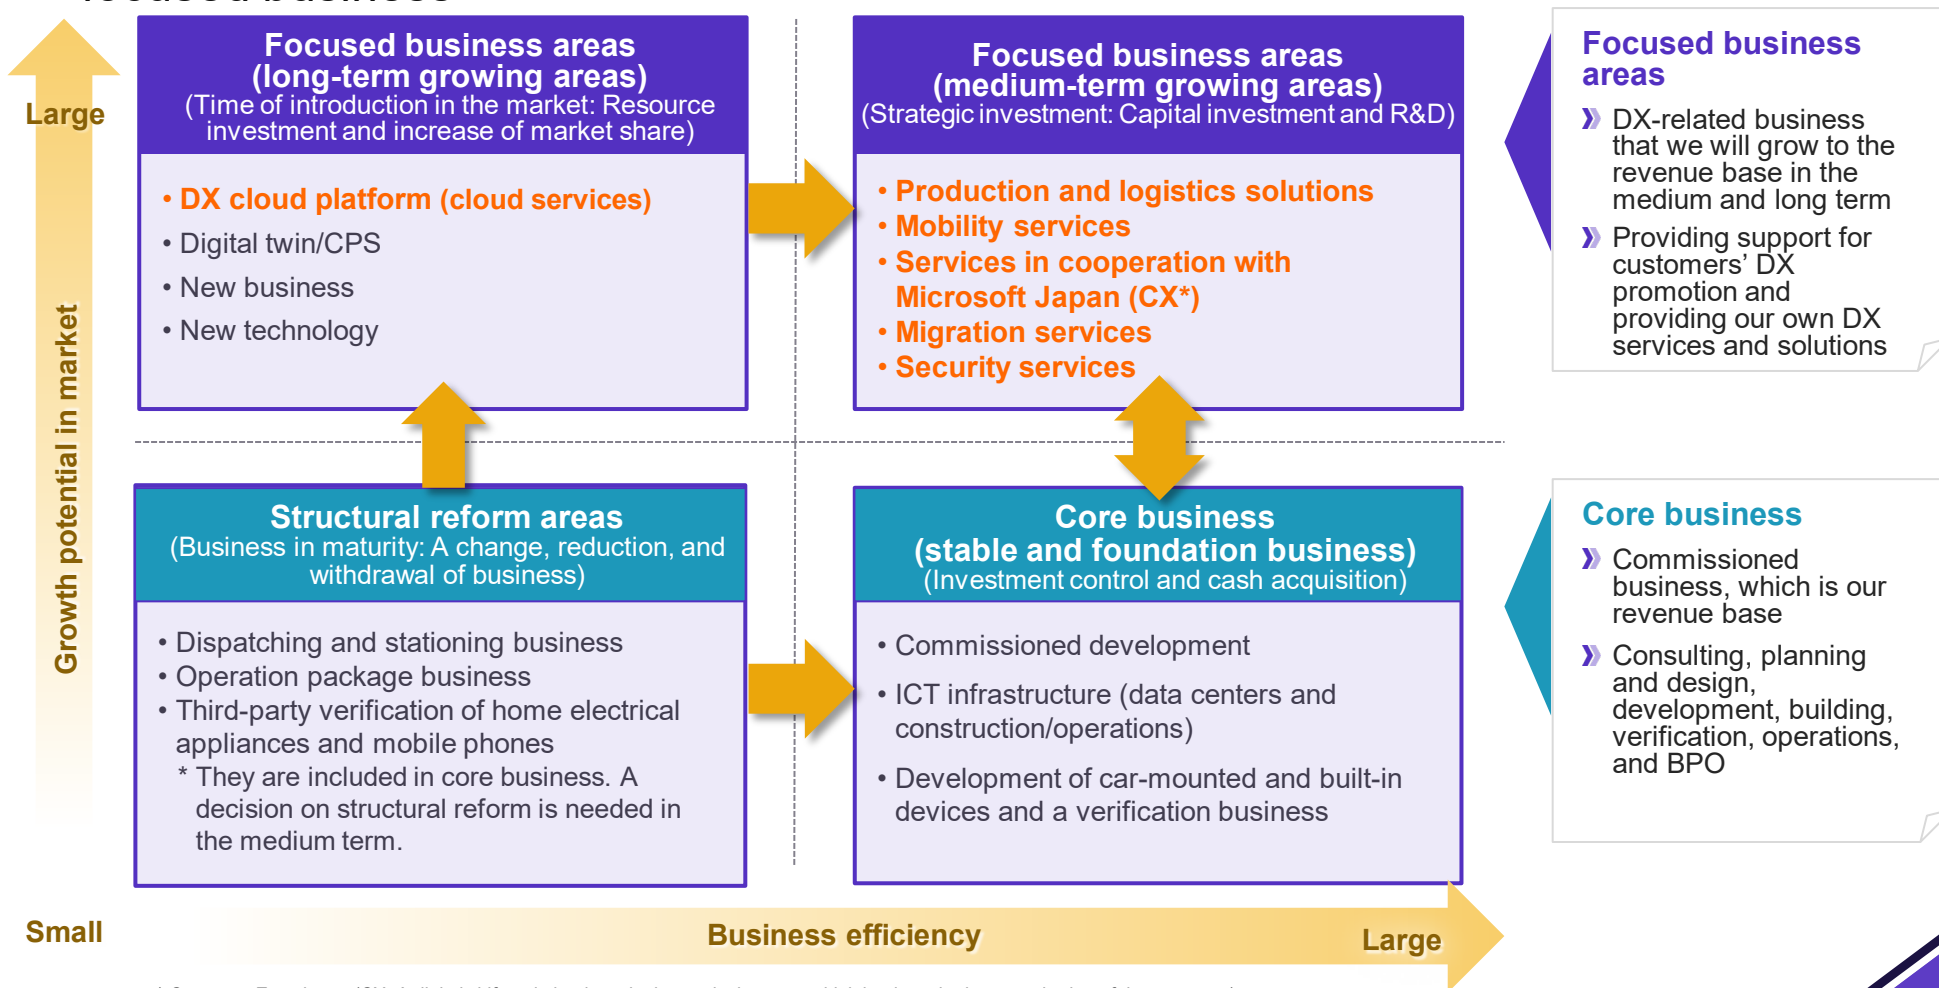 focused business
Large
Growth potential in market
Small
Business efficiency
Large
Focused business areas
(long-term growing areas)
(Time of introduction in the market: Resource
investment and increase of market share)
• DX cloud platform (cloud services)
• Digital twin/CPS
• New business
• New technology
Focused business areas
(medium-term growing areas)
(Strategic investment: Capital investment and R&D)
• Production and logistics solutions
• Mobility services
• Services in cooperation with
Microsoft Japan (CX*)
• Migration services
• Security services
Structural reform areas
(Business in maturity: A change, reduction, and
withdrawal of business)
• Dispatching and stationing business
• Operation package business
• Third-party verification of home electrical
appliances and mobile phones
* They are included in core business. A
decision on structural reform is needed in
the medium term.
Core business
(stable and foundation business)
(Investment control and cash acquisition)
• Commissioned development
• ICT infrastructure (data centers and
construction/operations)
• Development of car-mounted and built-in
devices and a verification business
Focused business
areas
DX-related business
that we will grow to the
revenue base in the
medium and long term
Providing support for
customers’ DX
promotion and
providing our own DX
services and solutions
Core business
Commissioned
business, which is our
revenue base
Consulting, planning
and design,
development, building,
verification, operations,
and BPO